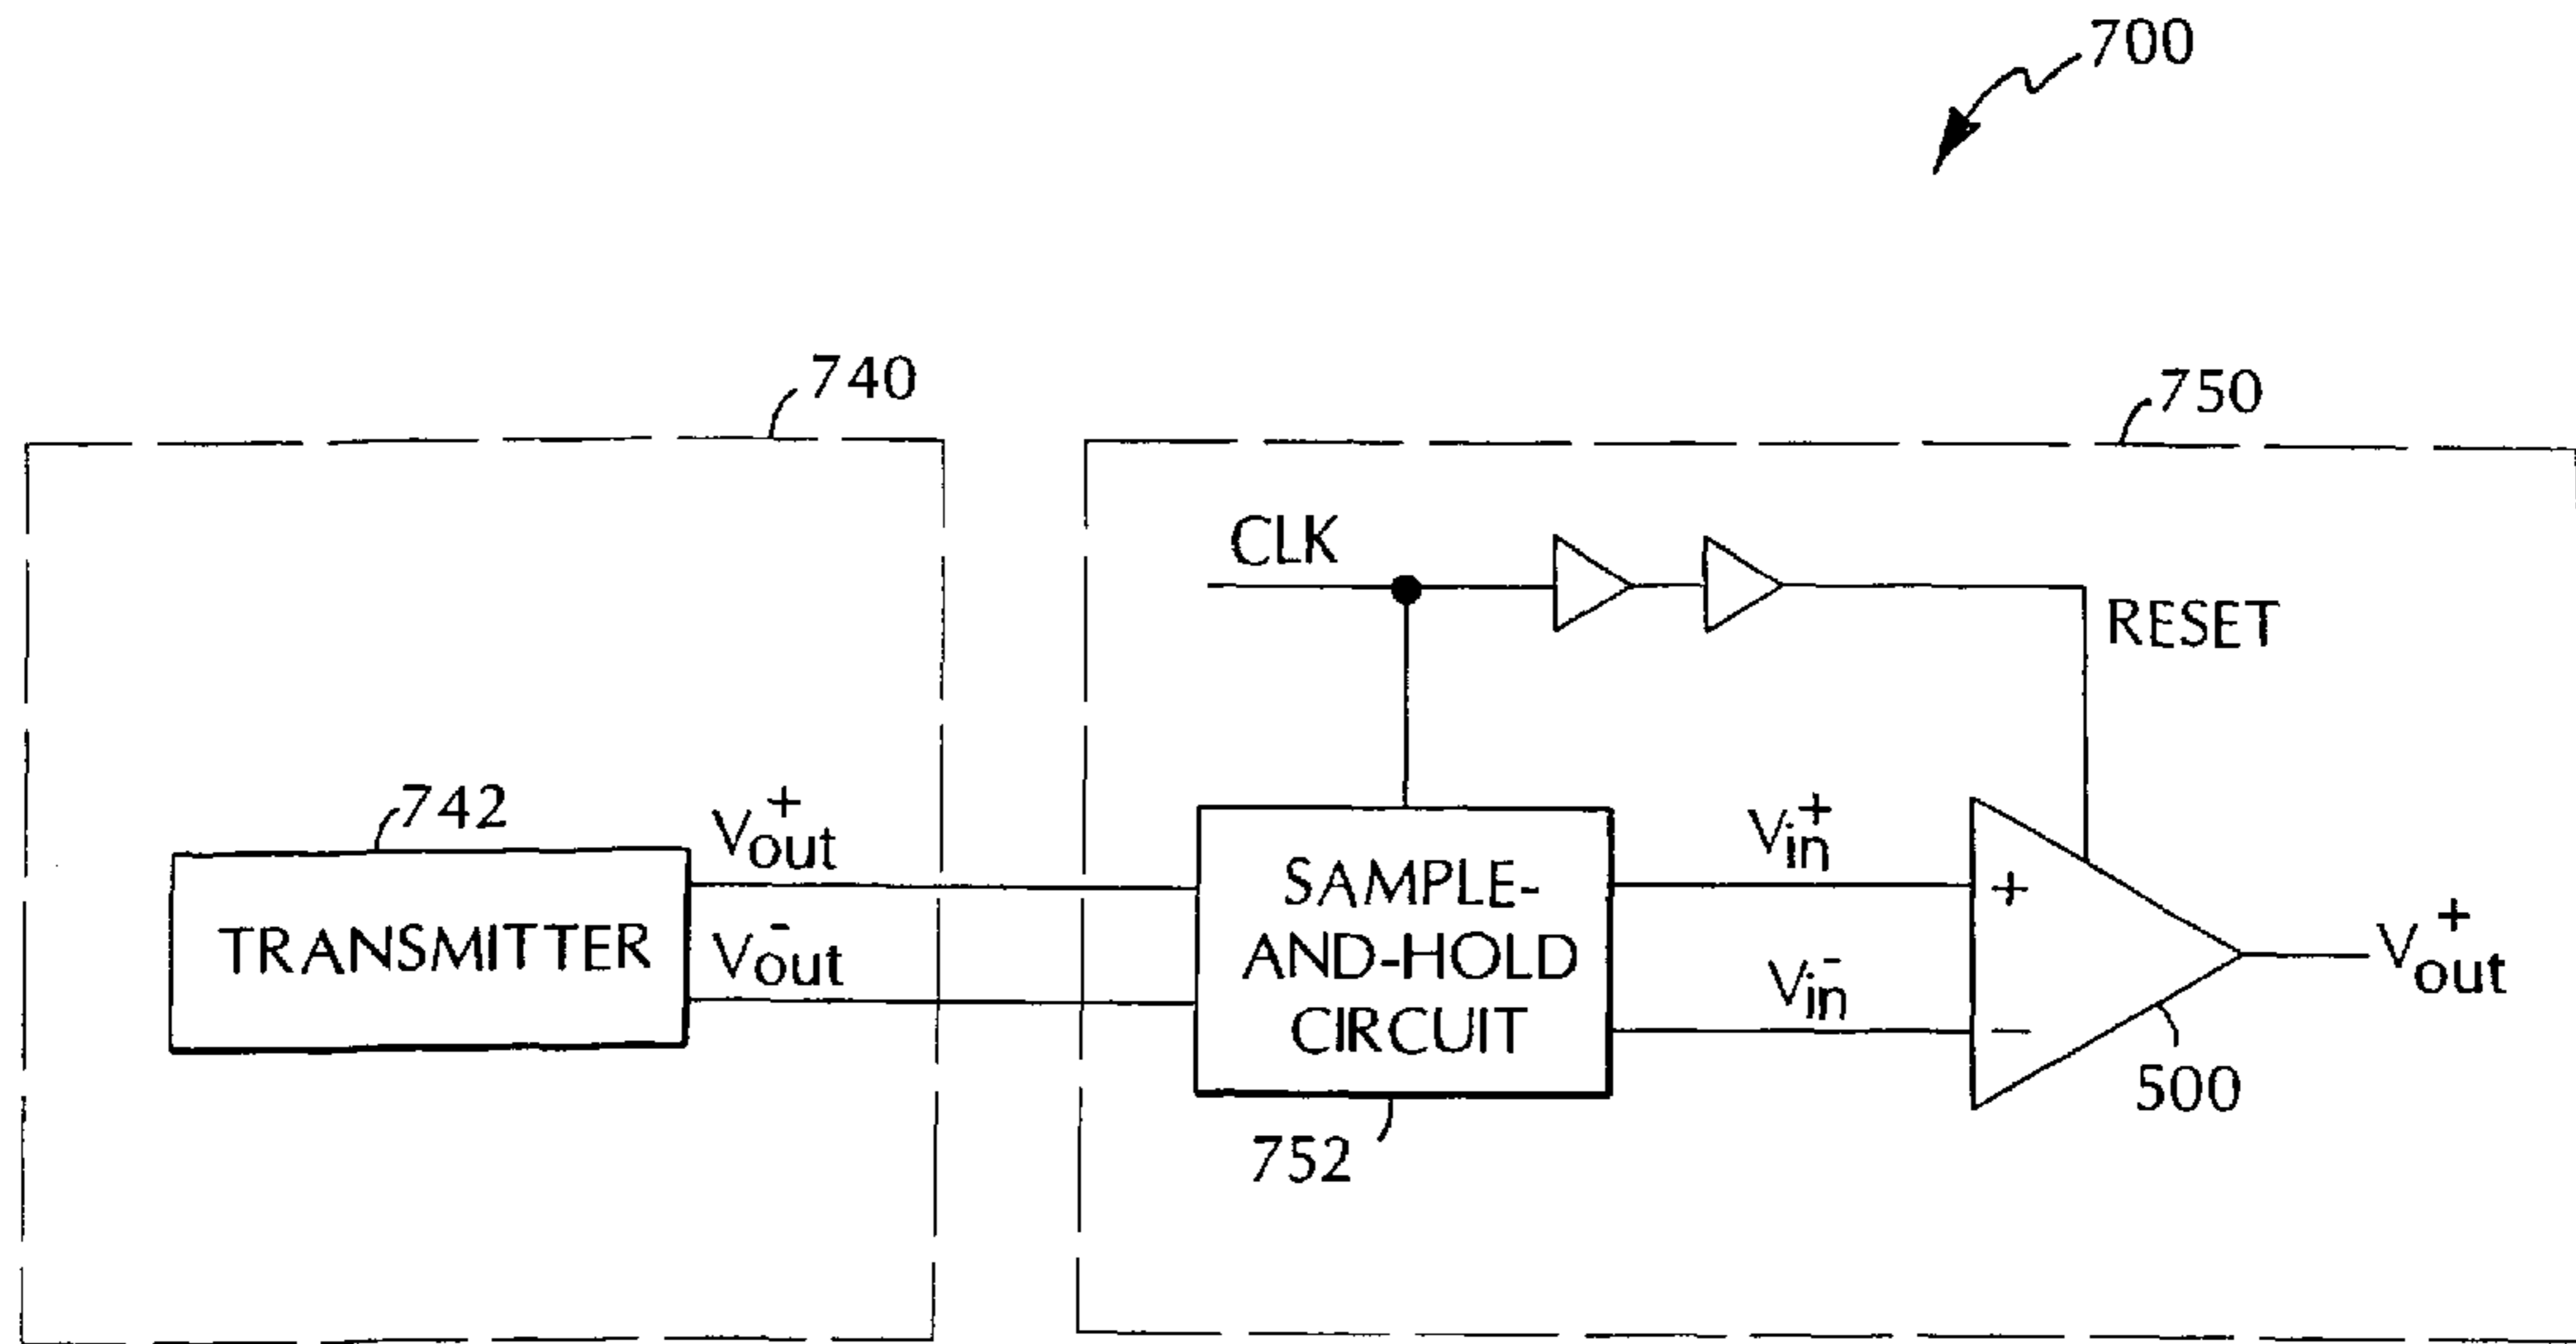 700
740
750
CLK
RESET
742
V+out
V-out
TRANSMITTER
SAMPLE-
AND-HOLD
CIRCUIT
V+in
V-in
+
−
V+out
500
752